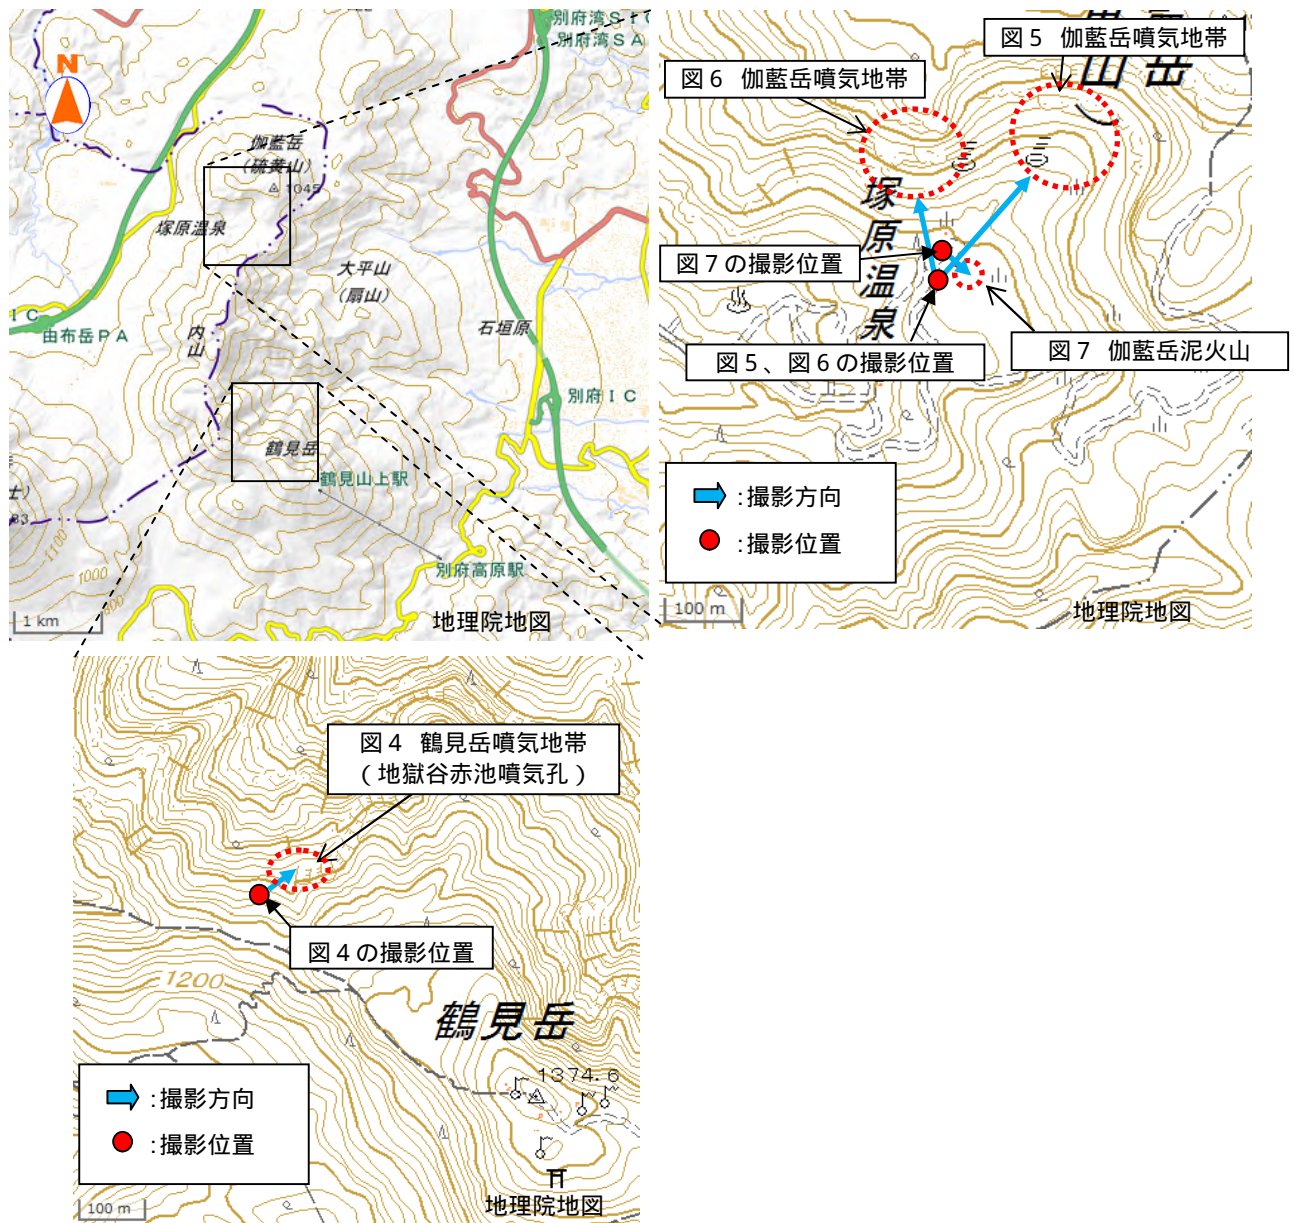 N
別府湾ＳＩＣ
別府湾ＳＡ
伽藍岳
（硫黄山）
1045
塚原温泉
大平山
（扇山）
ＩＣ
由布岳ＰＡ
内山
石垣原
別府ＩＣ
鶴見岳
鶴見山上駅
士）
83
1100
1000
800
別府高原駅
1 km
地理院地図
図５ 伽藍岳噴気地帯
図６ 伽藍岳噴気地帯
山 岳
塚原温泉
図７の撮影位置
図５、図６の撮影位置
図７ 伽藍岳泥火山
：撮影方向
：撮影位置
100 m
地理院地図
図４ 鶴見岳噴気地帯
（地獄谷赤池噴気孔）
図４の撮影位置
1200
鶴見岳
1374.6
：撮影方向
：撮影位置
100 m
地理院地図